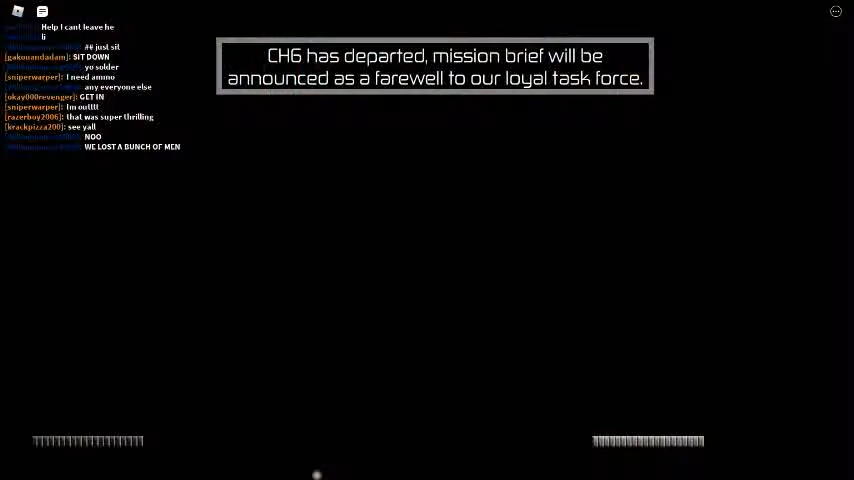 Help I cant leave he
li
## just sit
[gakouandadam]: SIT DOWN
yo solder
[sniperwarper]: I need ammo
any everyone else
[okay000revenger]: GET IN
[sniperwarper]: Im outttt
[razerboy2006]: that was super thrilling
[krackpizza200]: see yall
NOO
WE LOST A BUNCH OF MEN
CH6 has departed, mission brief will be
announced as a farewell to our loyal task force.